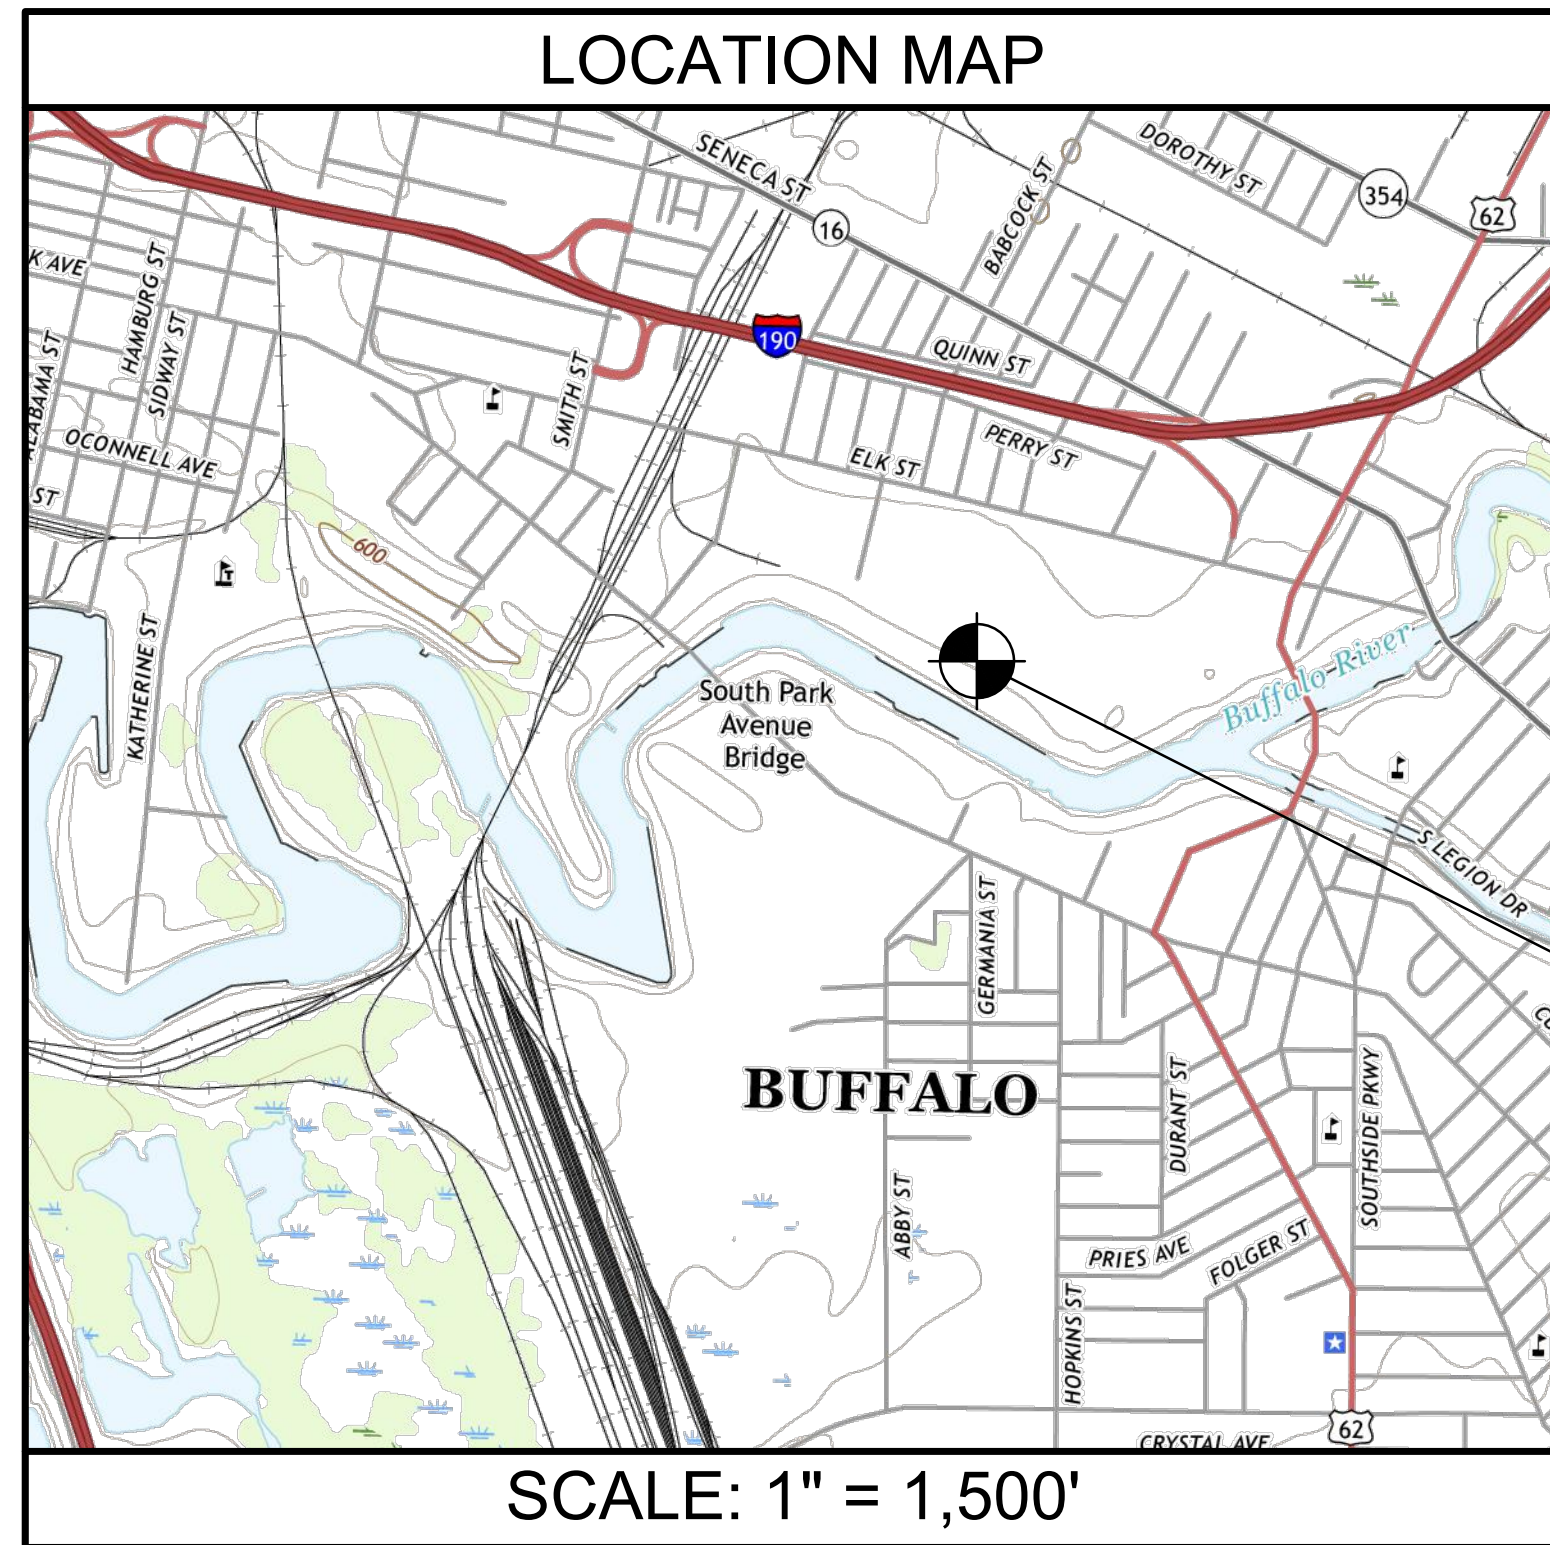 LOCATION MAP
SENECA ST
16
BABCOCK ST
DOROTHY ST
354
62
K AVE
HAMBURG ST
SIDWAY ST
ALABAMA ST
OCONNELL AVE
ST
SMITH ST
190
QUINN ST
PERRY ST
ELK ST
600
KATHERINE ST
South Park
Avenue
Bridge
Buffalo River
S LEGION DR
GERMANIA ST
BUFFALO
DURANT ST
SOUTHSIDE PKWY
ABBY ST
PRIES AVE
FOLGER ST
HOPKINS ST
CRYSTAL AVE
62
SCALE: 1" = 1,500'